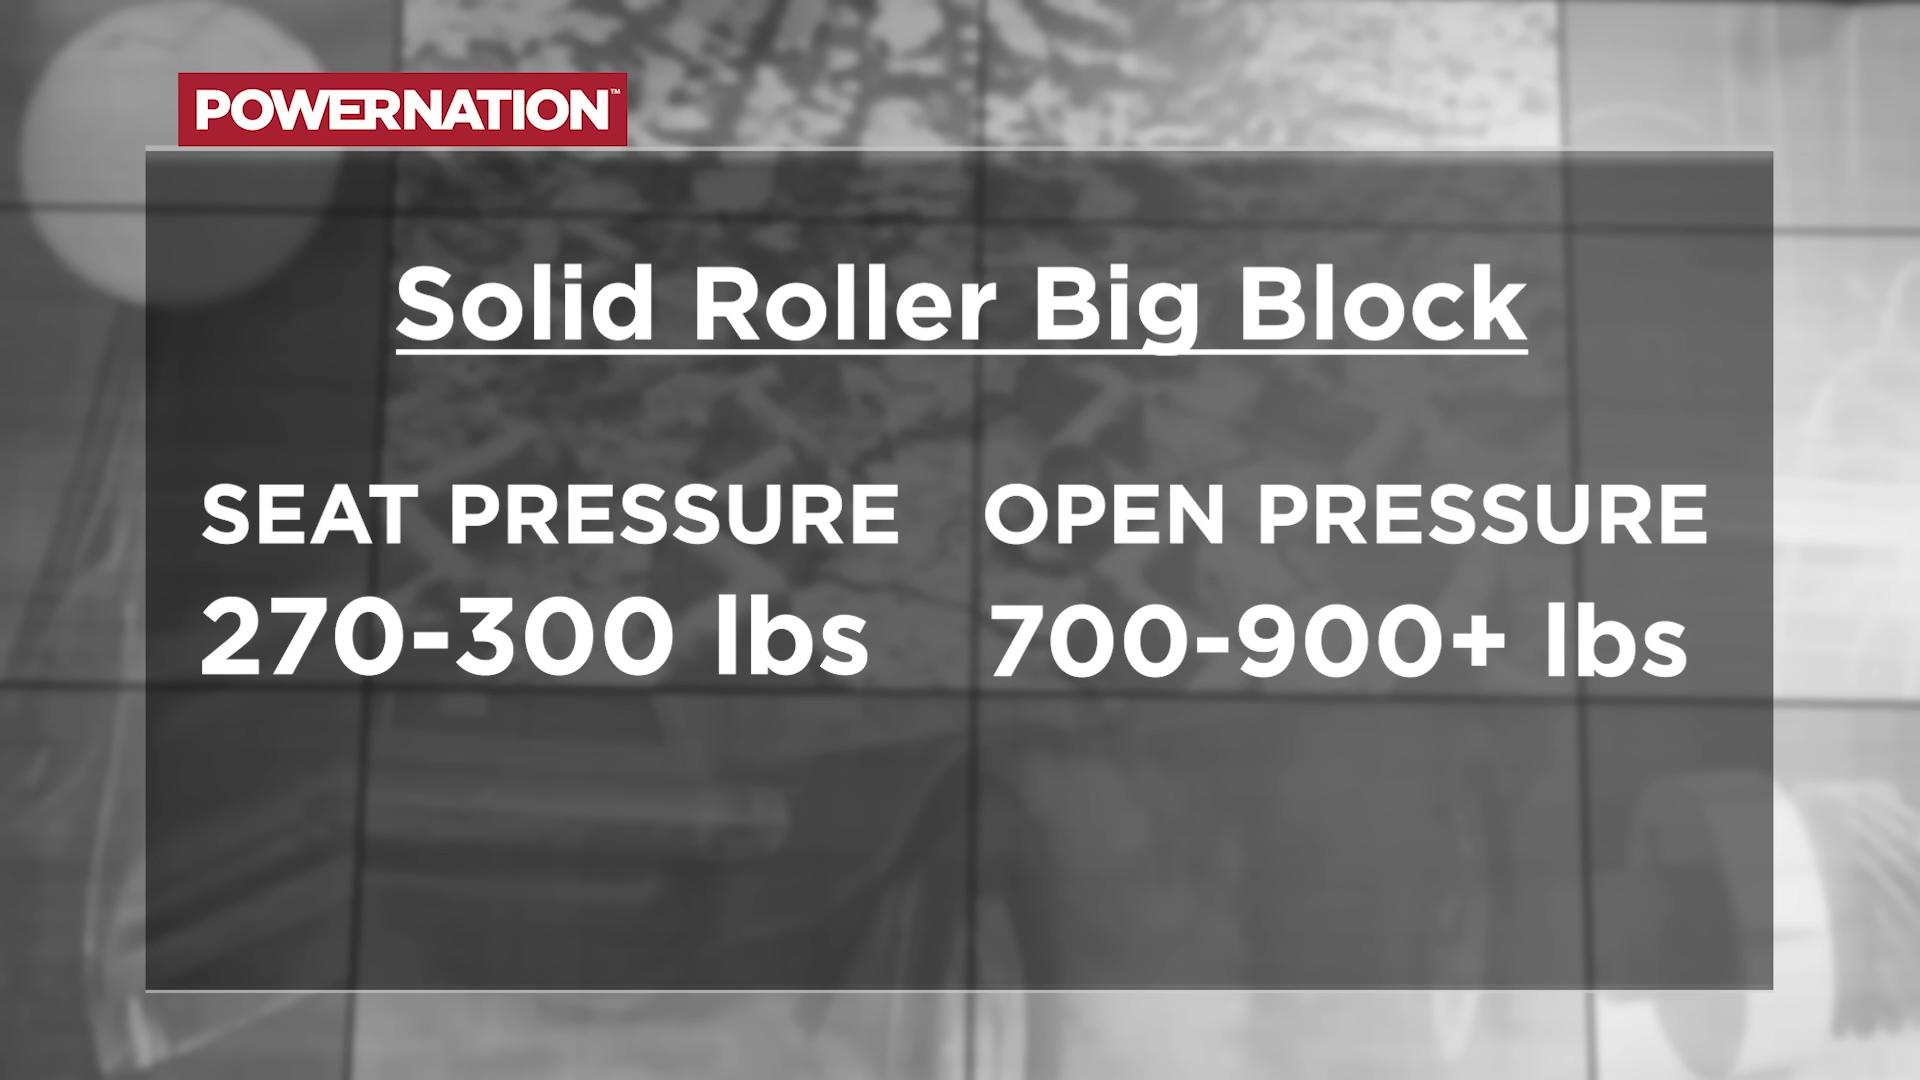 POWERNATION™
Solid Roller Big Block
SEAT PRESSURE OPEN PRESSURE
270-300 lbs 700-900+ lbs